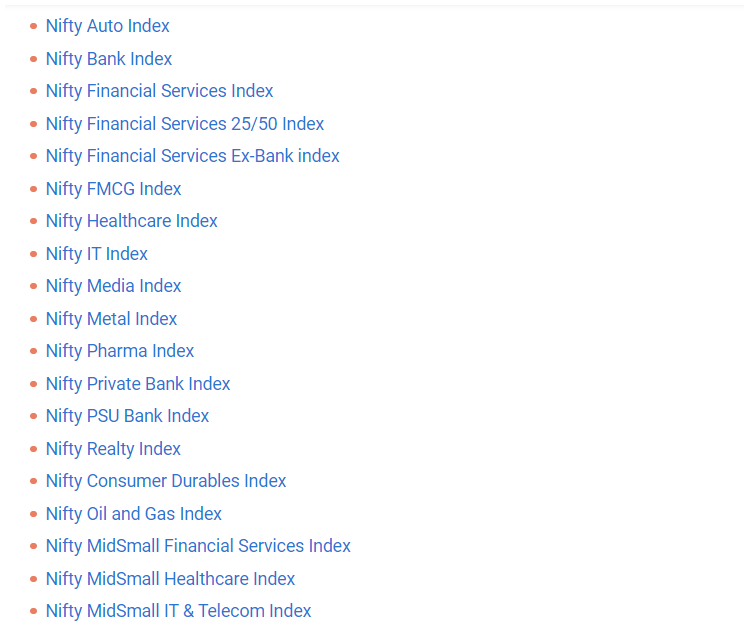 Nifty Auto Index
Nifty Bank Index
Nifty Financial Services Index
Nifty Financial Services 25/50 Index
Nifty Financial Services Ex-Bank index
Nifty FMCG Index
Nifty Healthcare Index
Nifty IT Index
Nifty Media Index
Nifty Metal Index
Nifty Pharma Index
Nifty Private Bank Index
Nifty PSU Bank Index
Nifty Realty Index
Nifty Consumer Durables Index
Nifty Oil and Gas Index
Nifty MidSmall Financial Services Index
Nifty MidSmall Healthcare Index
Nifty MidSmall IT & Telecom Index